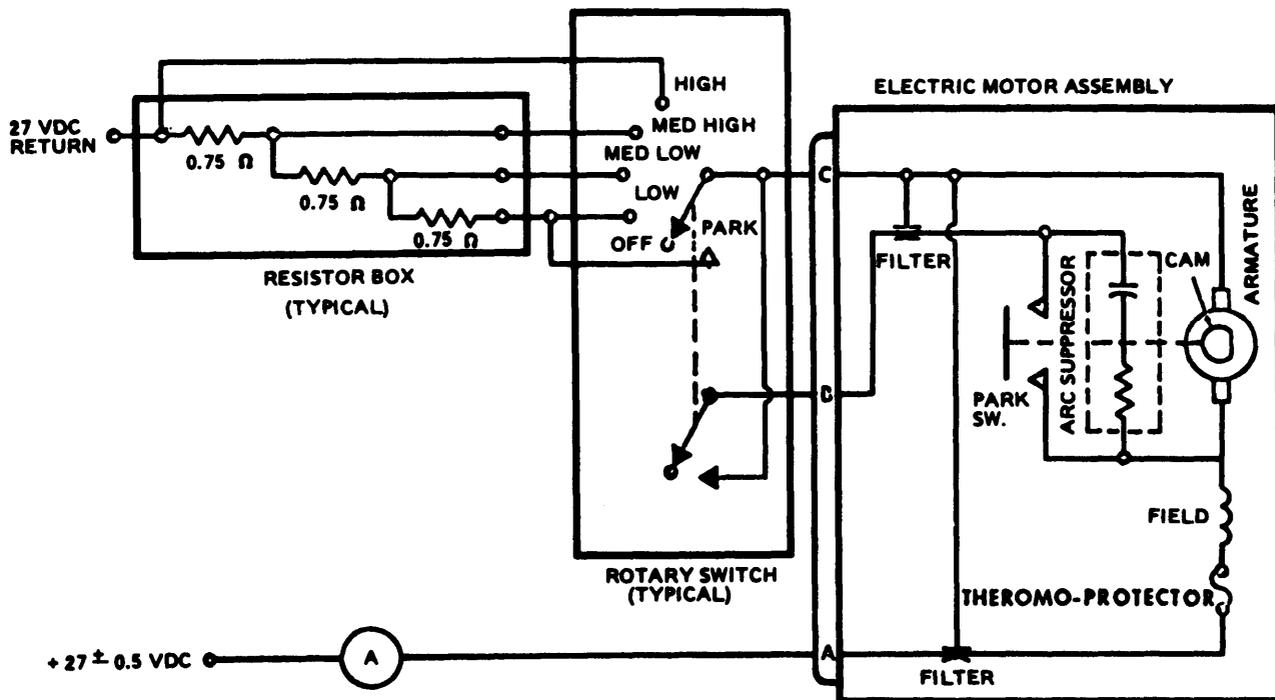 HIGH
ELECTRIC MOTOR ASSEMBLY
27 VDC
RETURN
MED HIGH
0.75 Ω
MED LOW
C
0.75 Ω
LOW
PARK
0.75 Ω
OFF
RESISTOR BOX
(TYPICAL)
FILTER
CAM
ARMATURE
ARC SUPPRESSOR
PARK
SW.
B
FIELD
ROTARY SWITCH
(TYPICAL)
THEROMO-PROTECTOR
+ 27 ± 0.5 VDC
A
A
FILTER